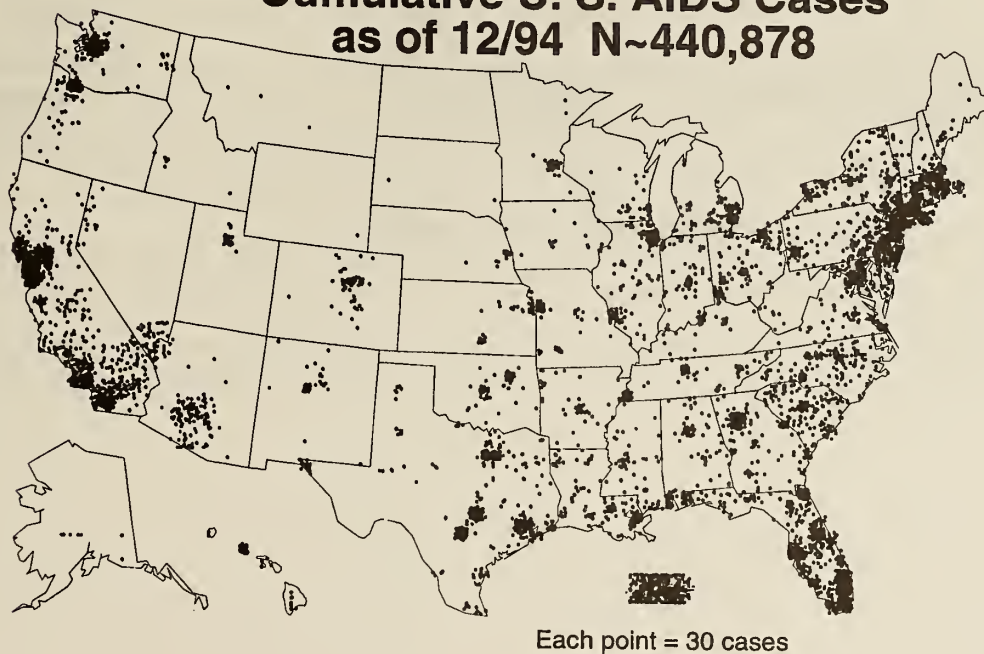 Cumulative U. S. AIDS Cases
as of 12/94 N~440,878
Each point = 30 cases